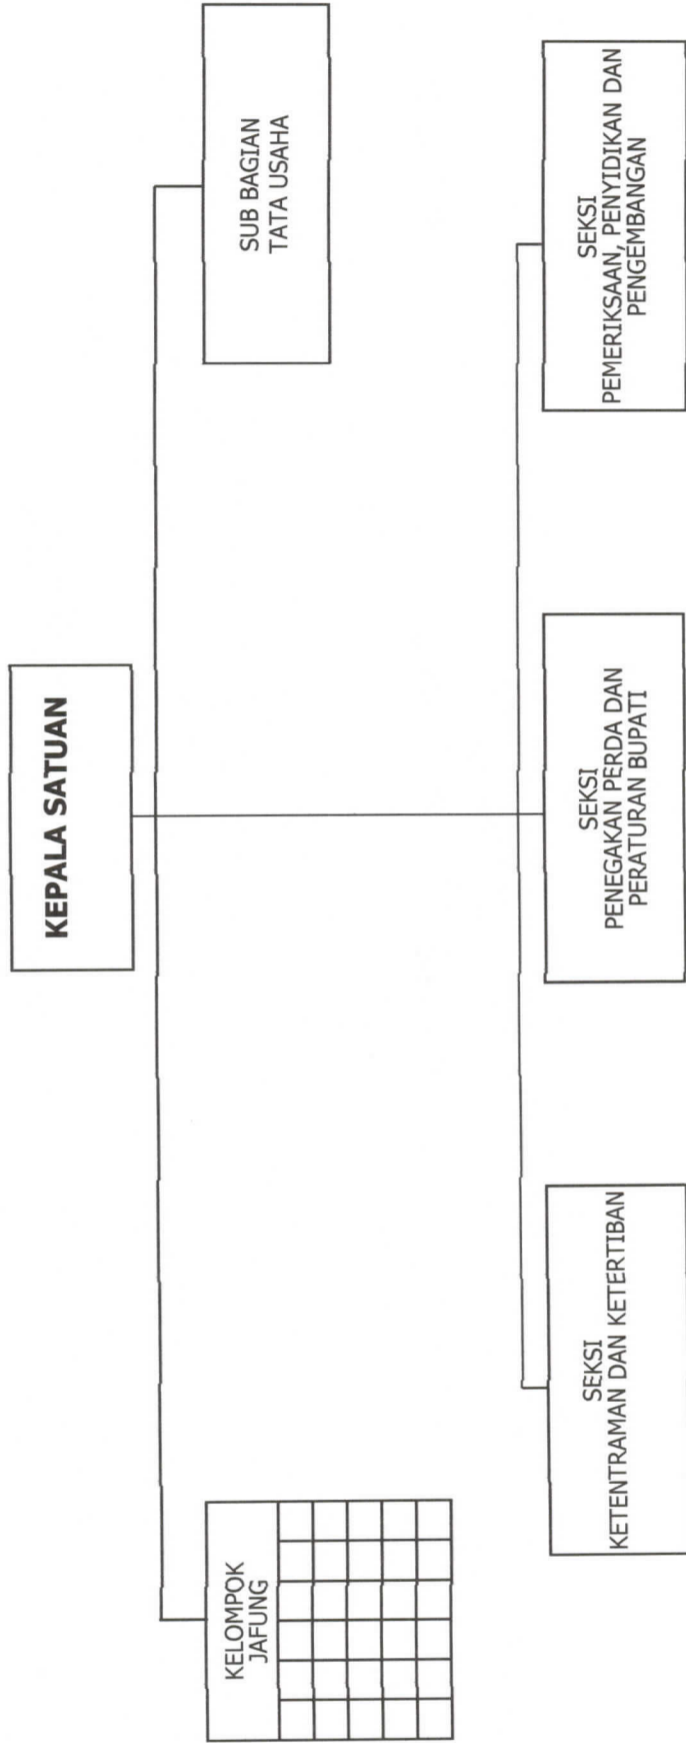 KEPALA SATUAN
KELOMPOK
JAFUNG
SUB BAGIAN
TATA USAHA
SEKSI
KETENTRAMAN DAN KETERTIBAN
SEKSI
PENEGAKAN PERDA DAN
PERATURAN BUPATI
SEKSI
PEMERIKSAAN, PENYIDIKAN DAN
PENGEMBANGAN